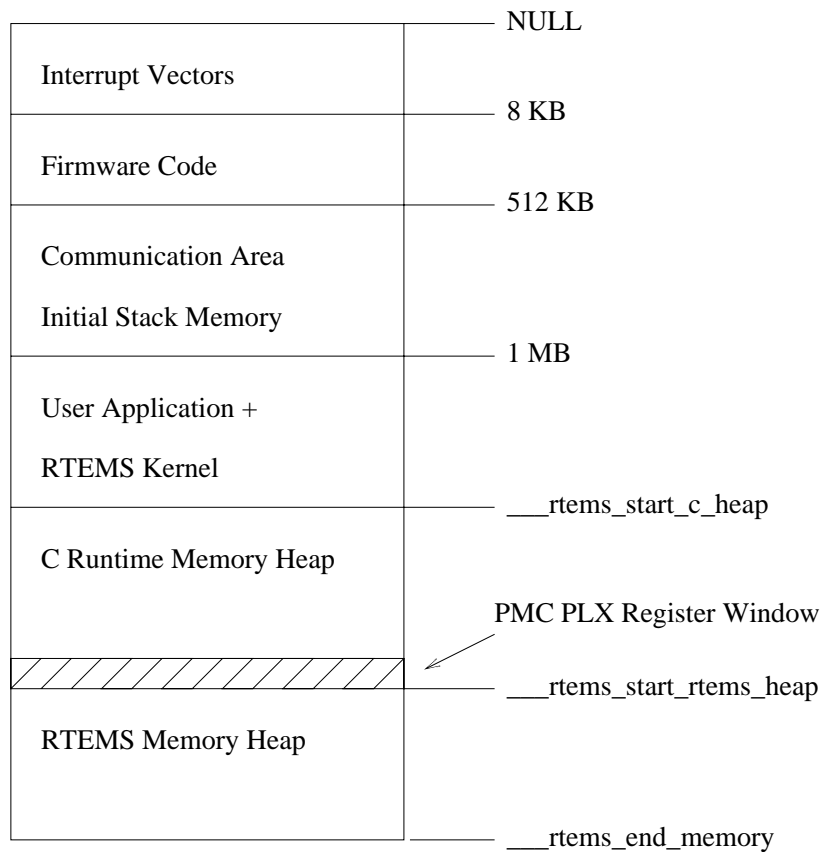 NULL
Interrupt Vectors
8 KB
Firmware Code
512 KB
Communication Area
Initial Stack Memory
1 MB
User Application +
RTEMS Kernel
___rtems_start_c_heap
C Runtime Memory Heap
PMC PLX Register Window
___rtems_start_rtems_heap
RTEMS Memory Heap
___rtems_end_memory